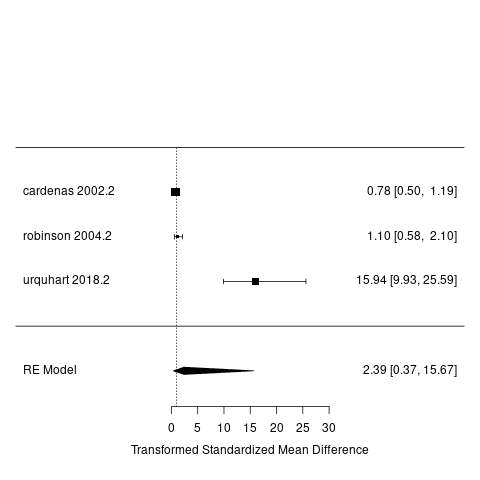 cardenas 2002.2 0.78 [0.50, 1.19]
robinson 2004.2 1.10 [0.58, 2.10]
urquhart 2018.2 15.94 [9.93, 25.59]
RE Model 2.39 [0.37, 15.67]
0 5 10 15 20 25 30
Transformed Standardized Mean Difference